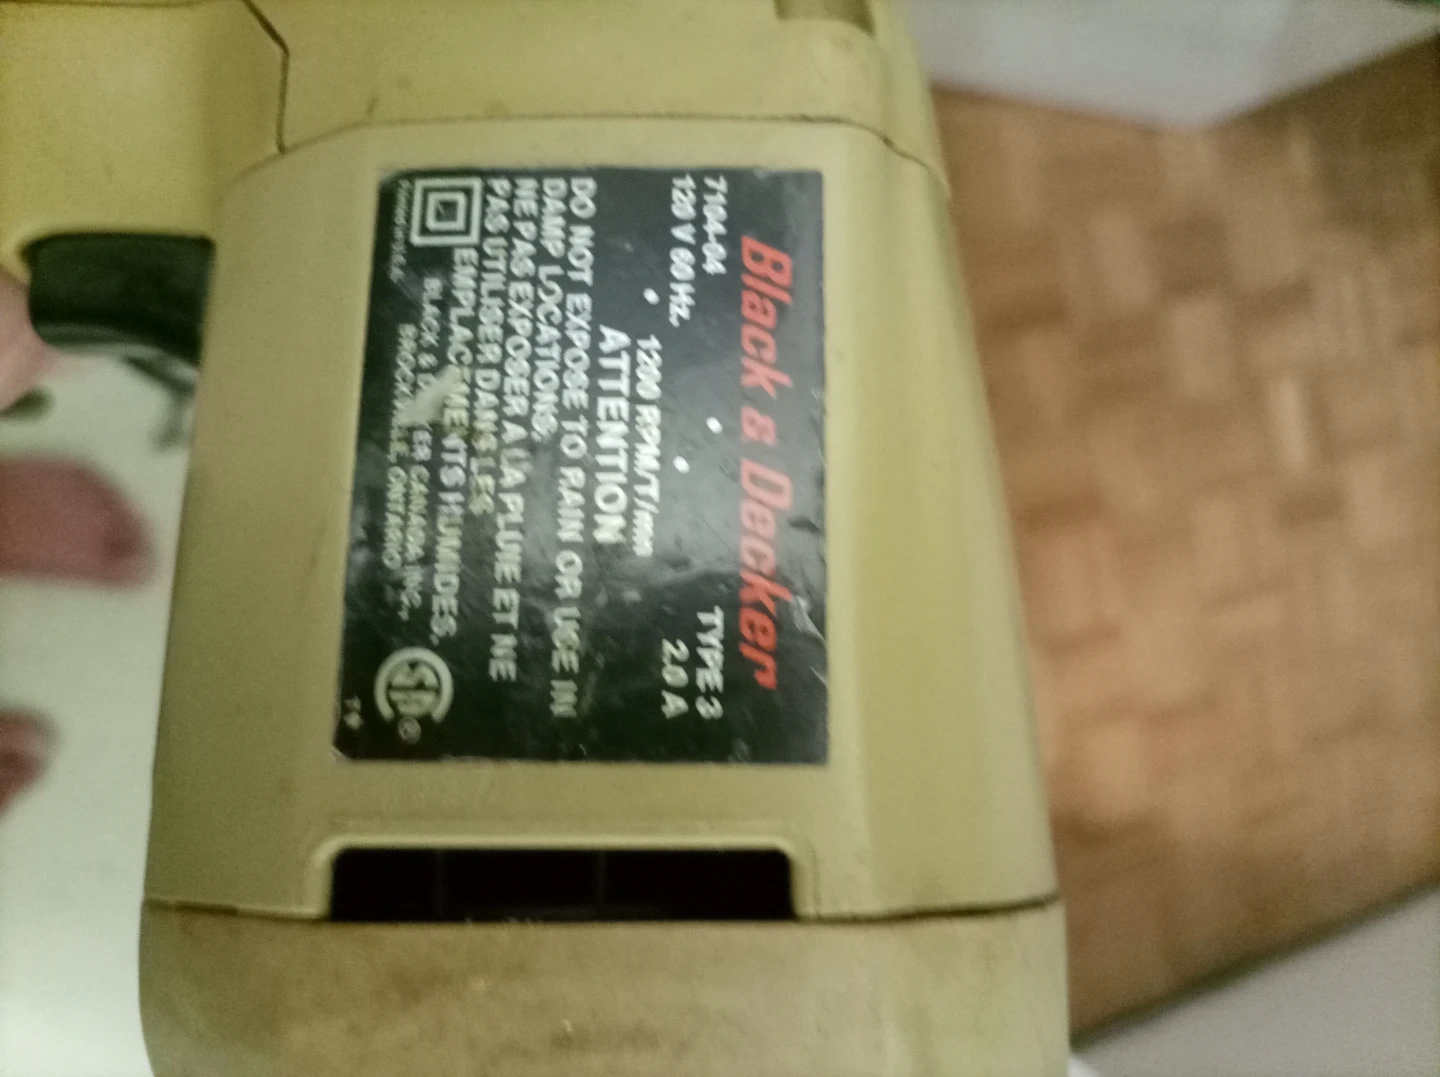 Black & Decker
7104-04 TYPE 3
120 V 60 Hz. 2.0 A
1200 RPM/T/mn
ATTENTION
DO NOT EXPOSE TO RAIN OR USE IN
DAMP LOCATIONS.
NE PAS EXPOSER A LA PLUIE ET NE
PAS UTILISER DANS LES
EMPLACEMENTS HUMIDES.
BLACK & DECKER CANADA INC.
BROCKVILLE, ONTARIO